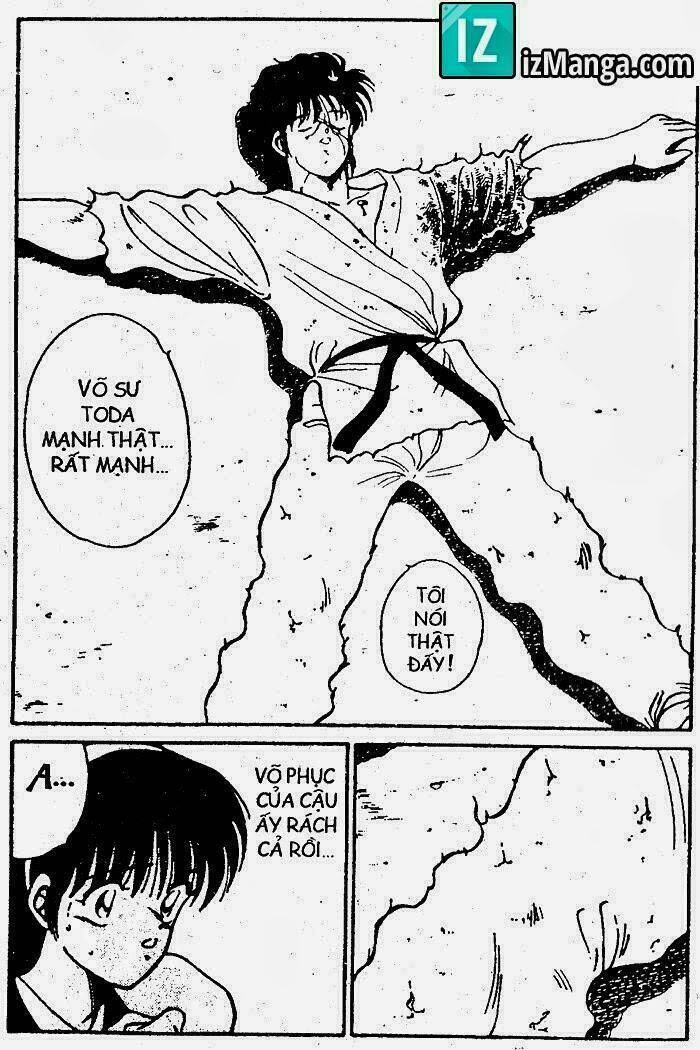 IZ
izManga.com
VÕ SƯ
TODA
MẠNH THẬT...
RẤT MẠNH...
TÔI
NÓI
THẬT
ĐẤY!
A...
VÕ PHỤC
CỦA CẬU
ẤY RÁCH
CẢ RỒI...